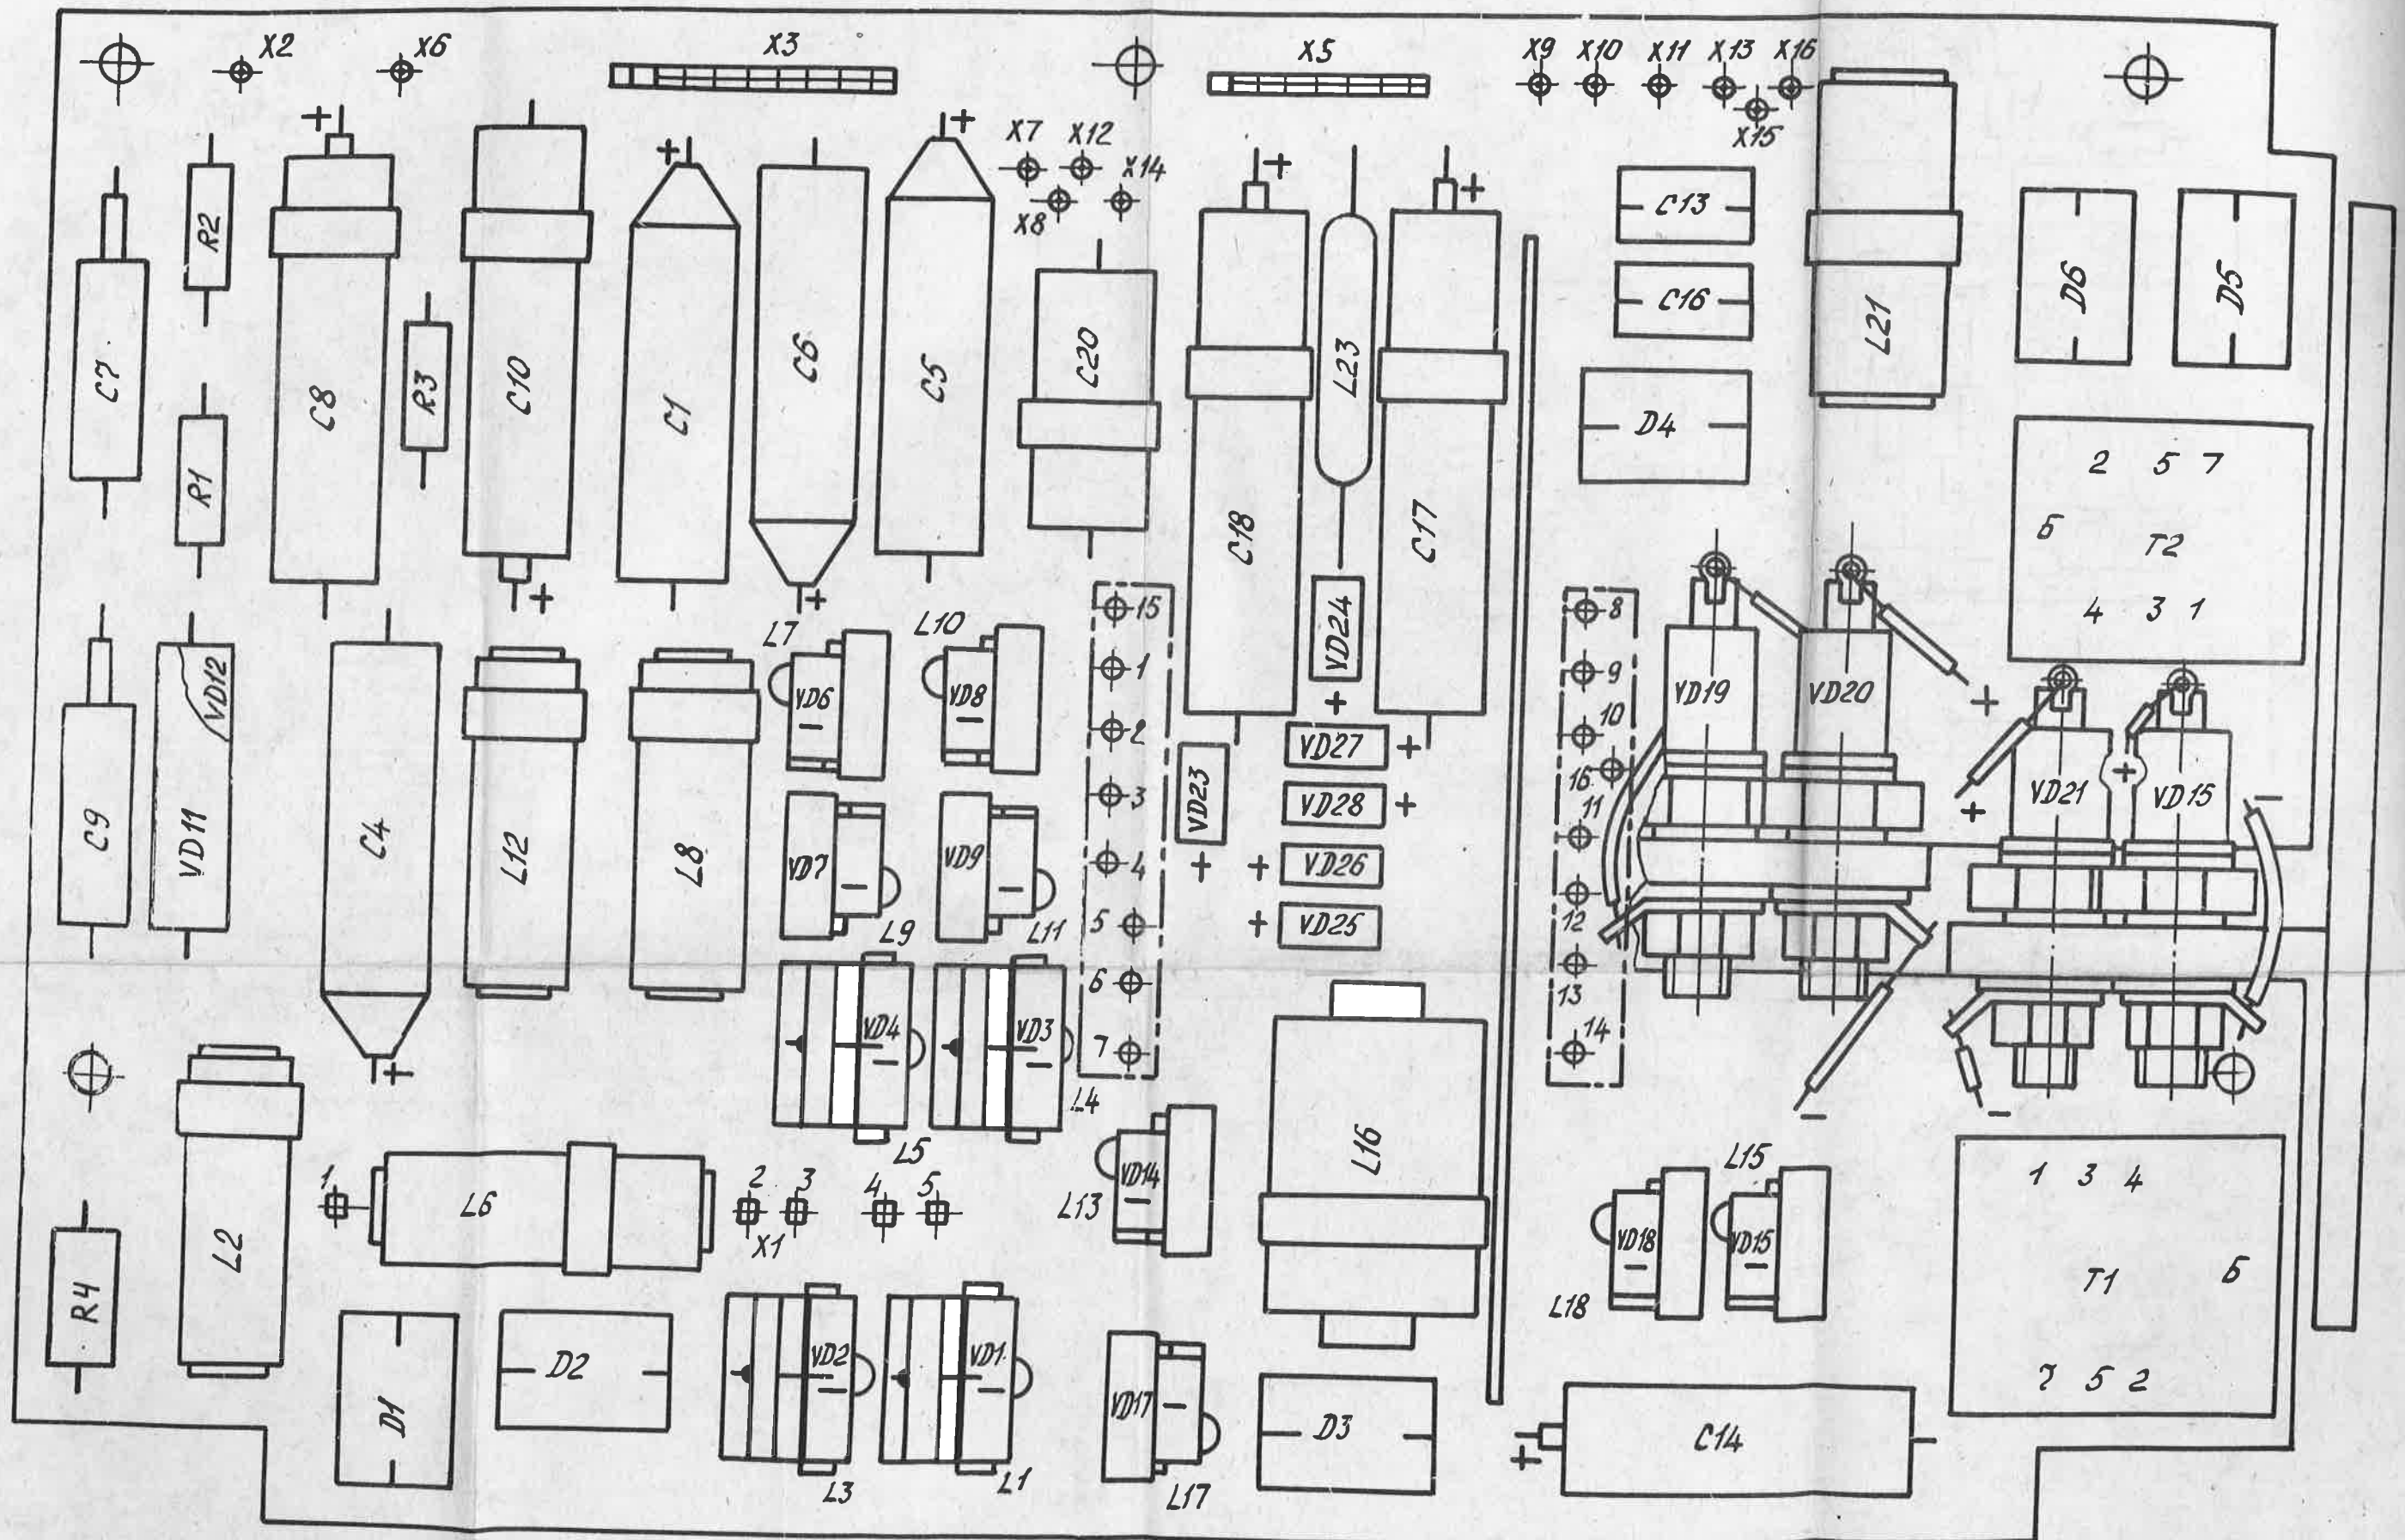 X2 X6 X3 X5 X9 X10 X11 X13 X16
X15
X7 X12
X14
X8
+ + + + +
R2 C13
C7 C8 R3 C10 C1 C6 C5 C20 C18 L23 C17 C16 L21 D6 D5
R1 D4
2 5 7
Б T2
4 3 1
+ +
L7 L10 15 VD24 8
VD12 VD6 VD8 1 9 VD19 VD20
− − + +
2 VD27 + 10
16
C9 VD11 C4 L12 L8 VD7 VD9 3 VD23 VD28 + 11 VD21 + VD15
− − + −
4 + + VD26
L9 L11 5 + VD25 12
6 13
VD4 VD3 7 14
− −
+ L4 − −
L5
1 L6 2 3 4 5 L13 VD14 L16 L15 1 3 4
X1 −
R4 L2 VD18 VD15 T1 Б
− −
L18
D1 D2 VD2 VD1 VD17 D3 C14 7 5 2
− − − +
L3 L1 L17